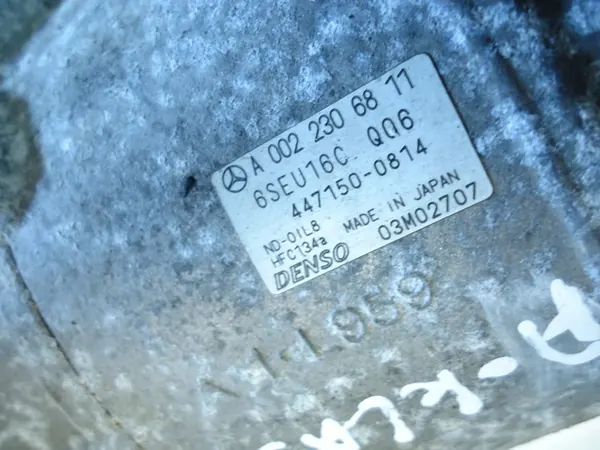 A 002 230 68 11
6SEU16C QQ6
447150-0814
ND-OIL8
HFC134a MADE IN JAPAN
DENSO 03M02707